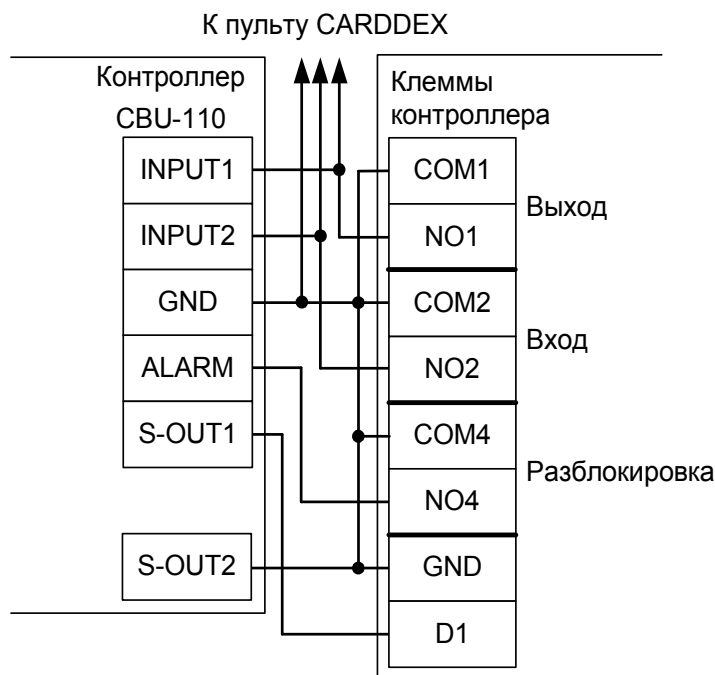 К пульту CARDDEX
Контроллер
CBU-110
INPUT1
INPUT2
GND
ALARM
S-OUT1
S-OUT2
Клеммы
контроллера
COM1
NO1
Выход
COM2
NO2
Вход
COM4
NO4
Разблокировка
GND
D1